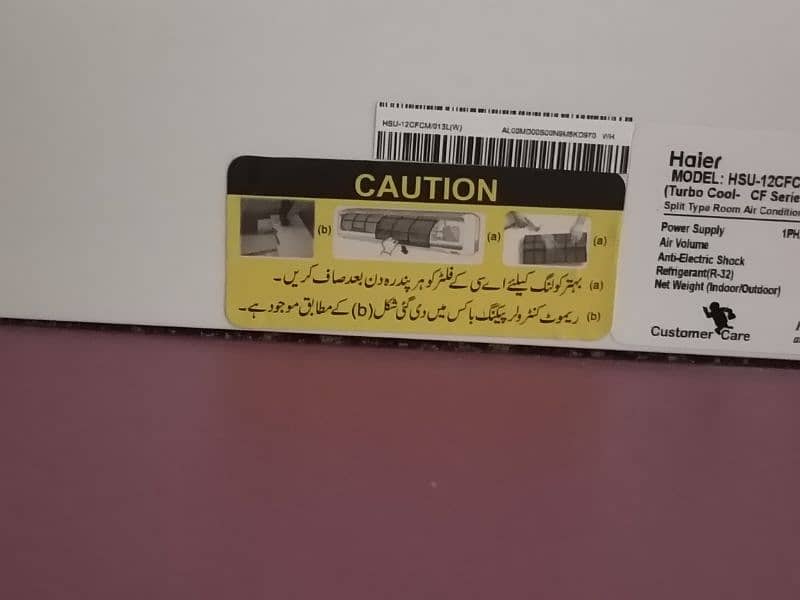 HSU-12CFCM/013L(W)
WH
CAUTION
(b)
(a)
(a)
(a) بہتر کولنگ کیلئے اے سی کے فلٹر کو ہر پندرہ دن بعد صاف کریں۔
(b) ریموٹ کنٹرولر پیکنگ باکس میں دی گئی شکل (b) کے مطابق موجود ہے۔
Haier
MODEL: HSU-12CFC
(Turbo Cool- CF Serie
Split Type Room Air Conditio
Power Supply 1PH
Air Volume
Anti-Electric Shock
Refrigerant(R-32)
Net Weight (Indoor/Outdoor)
Customer Care